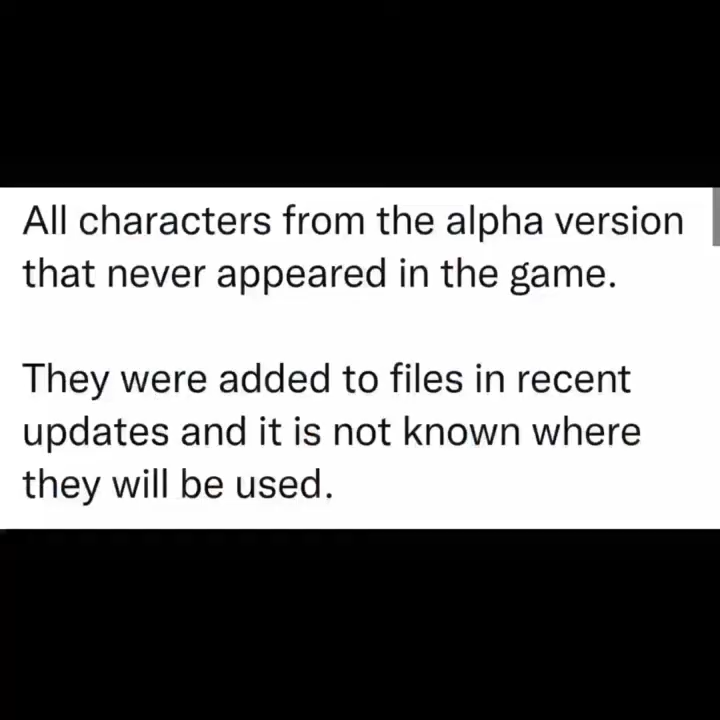 All characters from the alpha version
that never appeared in the game.
They were added to files in recent
updates and it is not known where
they will be used.